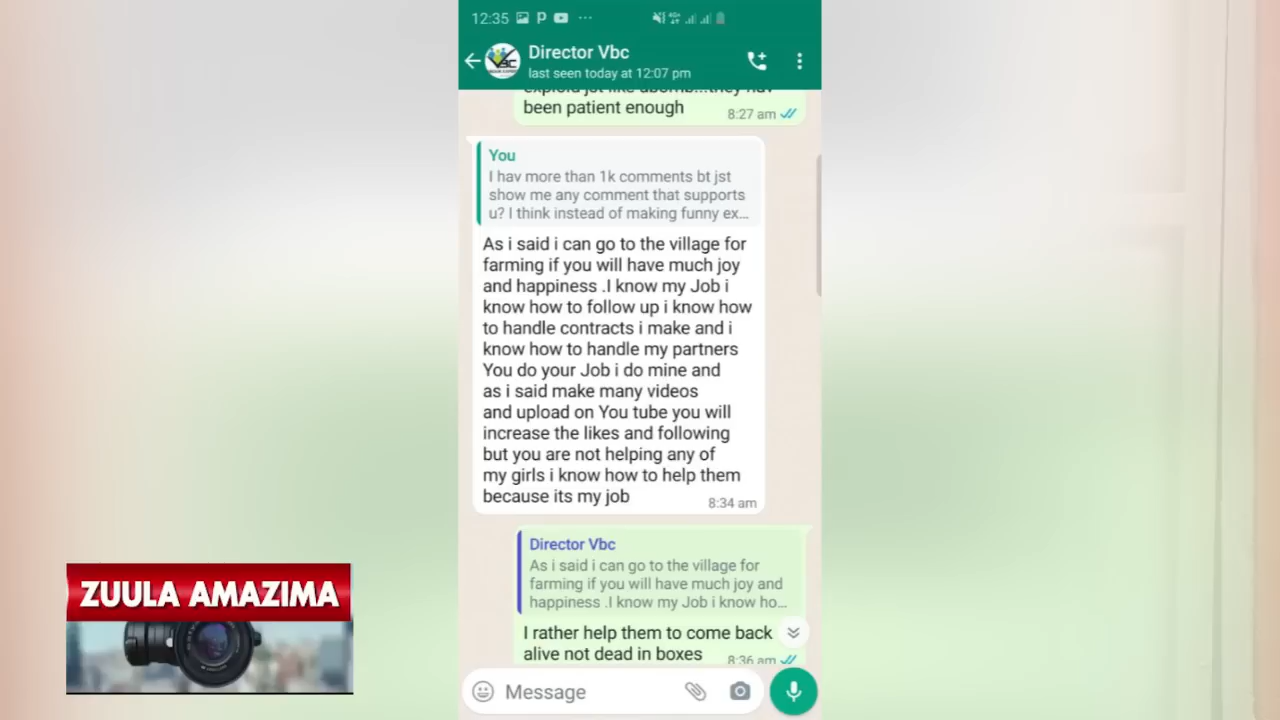 12:35
Director Vbc
last seen today at 12:07 pm
been patient enough
8:27 am
You
I hav more than 1k comments bt jst
show me any comment that supports
u? I think instead of making funny ex...
As i said i can go to the village for
farming if you will have much joy
and happiness .I know my Job i
know how to follow up i know how
to handle contracts i make and i
know how to handle my partners
You do your Job i do mine and
as i said make many videos
and upload on You tube you will
increase the likes and following
but you are not helping any of
my girls i know how to help them
because its my job
8:34 am
Director Vbc
As i said i can go to the village for
farming if you will have much joy and
happiness .I know my Job i know ho...
I rather help them to come back
alive not dead in boxes
8:36 am
Message
ZUULA AMAZIMA